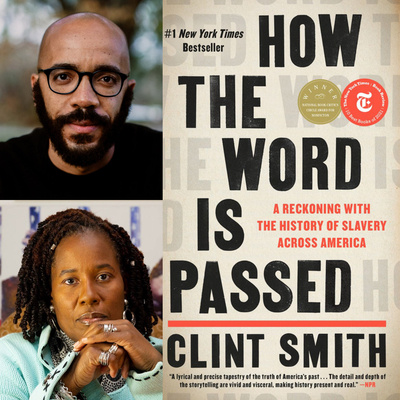 #1 New York Times
Bestseller
HOW
THE
WORD
IS
PASSED
WINNER
A RECKONING WITH
THE HISTORY OF SLAVERY
ACROSS AMERICA
CLINT SMITH
"A lyrical and precise tapestry of the truth of America's past . . . The detail and depth of
the storytelling are vivid and visceral, making history present and real." —NPR